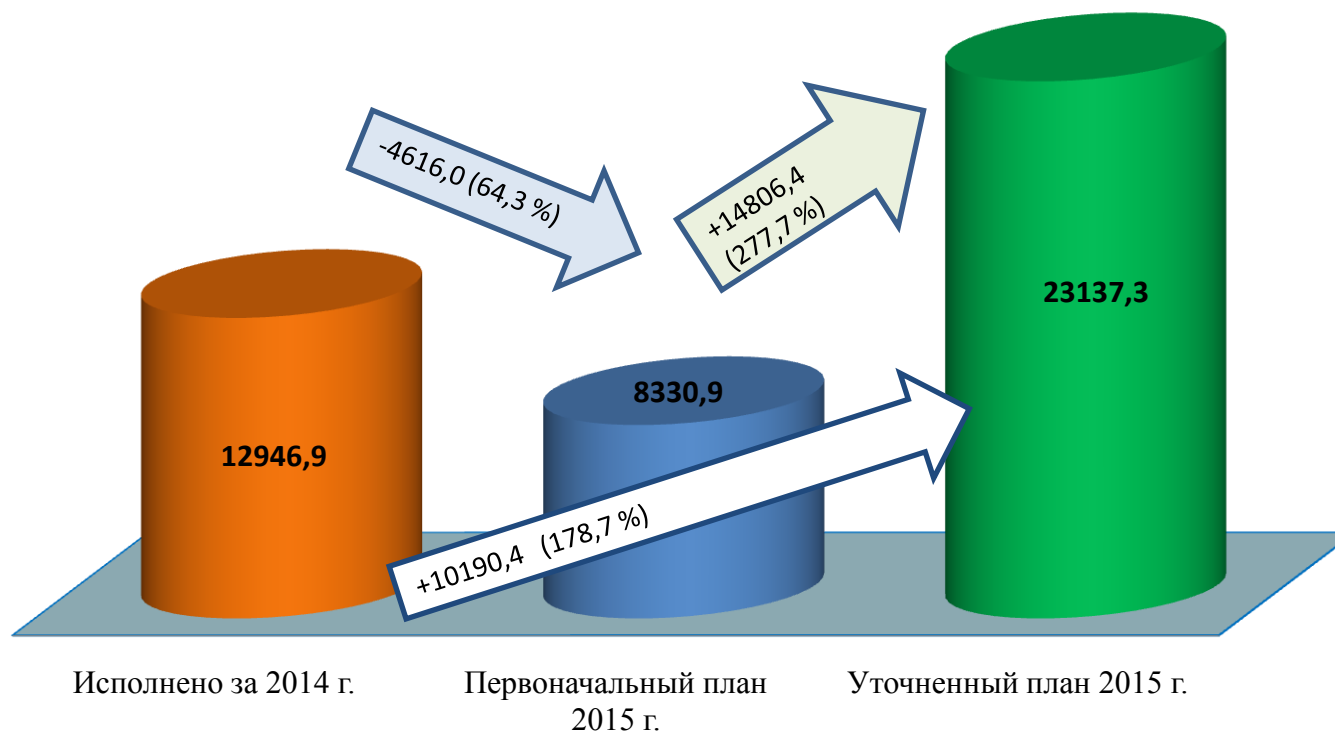 -4616,0 (64,3 %)
+14806,4
(277,7 %)
23137,3
8330,9
12946,9
+10190,4 (178,7 %)
Исполнено за 2014 г.
Первоначальный план
2015 г.
Уточненный план 2015 г.